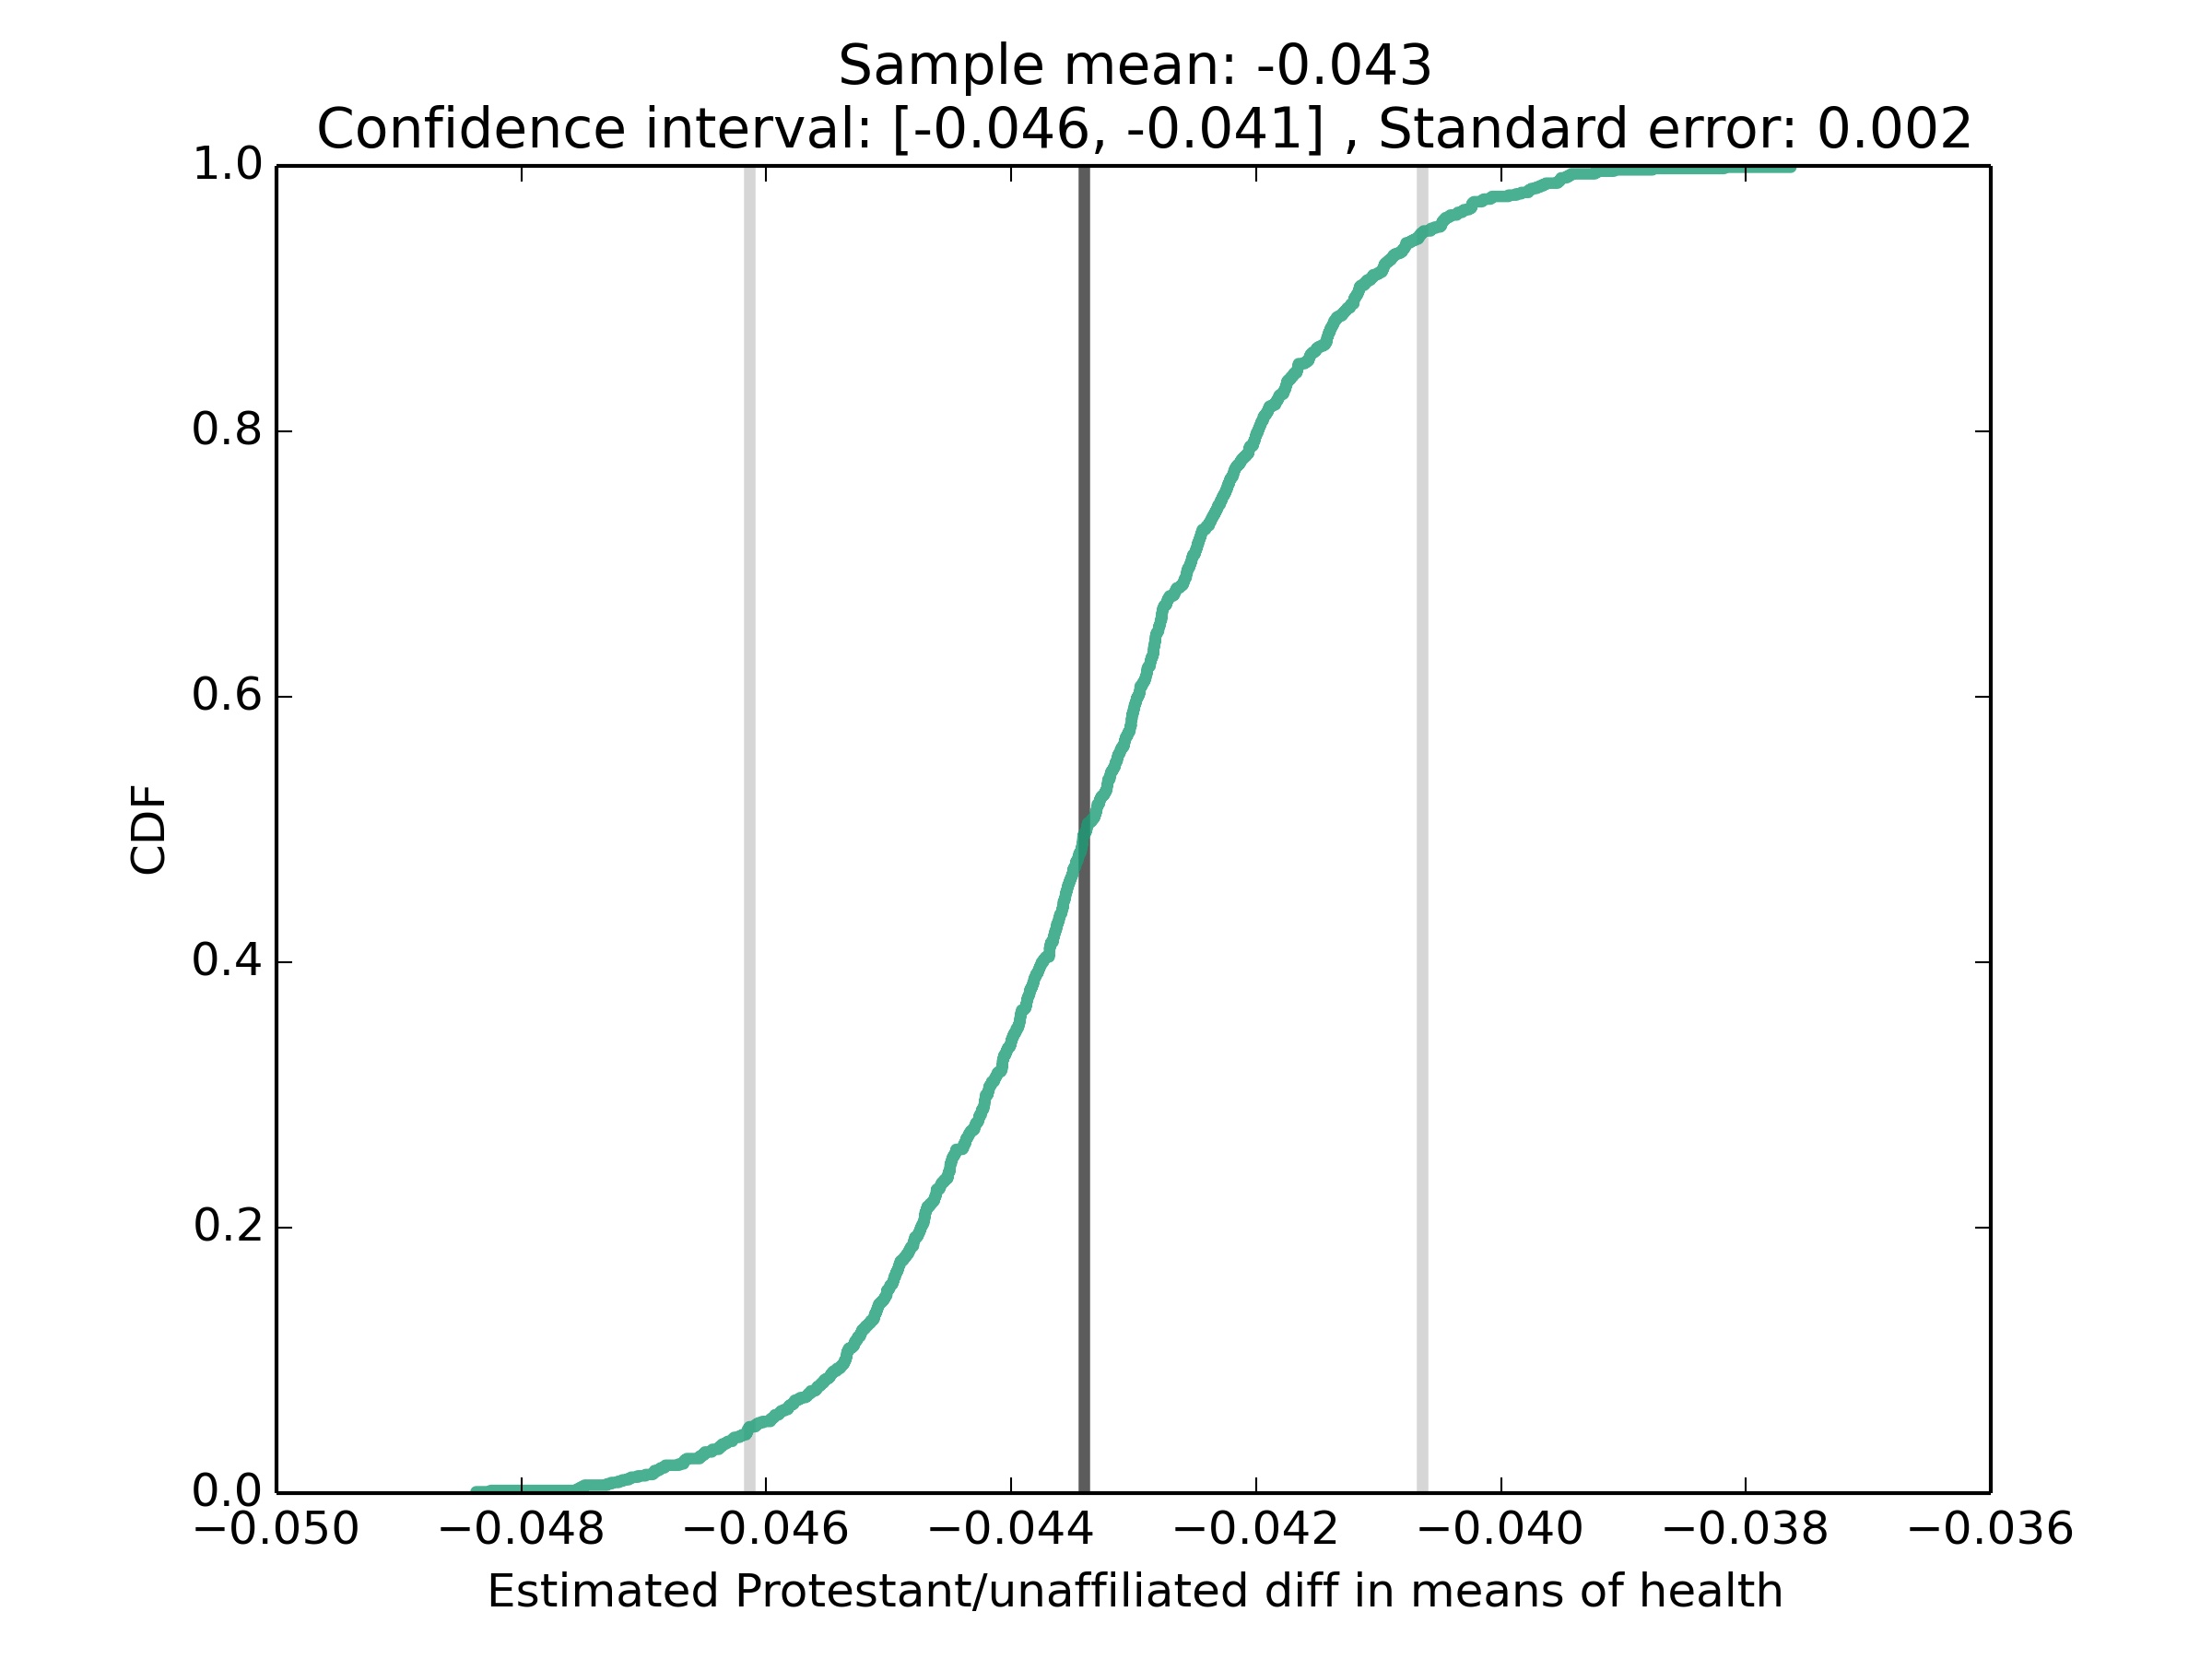 Sample mean: -0.043
Confidence interval: [-0.046, -0.041] , Standard error: 0.002
1.0
0.8
0.6
0.4
0.2
0.0
CDF
−0.050 −0.048 −0.046 −0.044 −0.042 −0.040 −0.038 −0.036
Estimated Protestant/unaffiliated diff in means of health